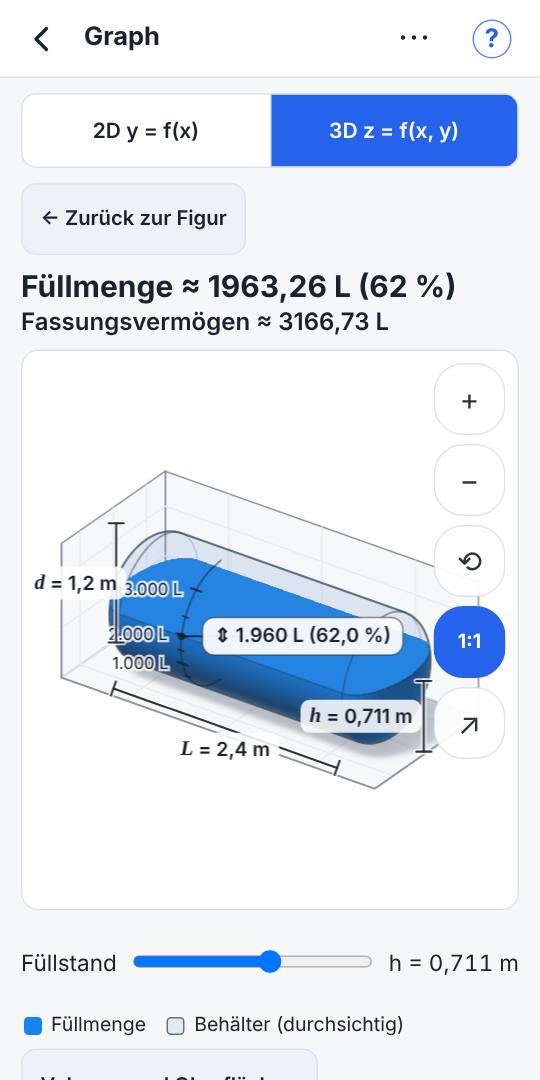 Graph
?
2D y = f(x)
3D z = f(x, y)
← Zurück zur Figur
Füllmenge ≈ 1963,26 L (62 %)
Fassungsvermögen ≈ 3166,73 L
+
−
1:1
d = 1,2 m
3.000 L
2.000 L
1.000 L
⇕ 1.960 L (62,0 %)
h = 0,711 m
L = 2,4 m
Füllstand
h = 0,711 m
Füllmenge
Behälter (durchsichtig)